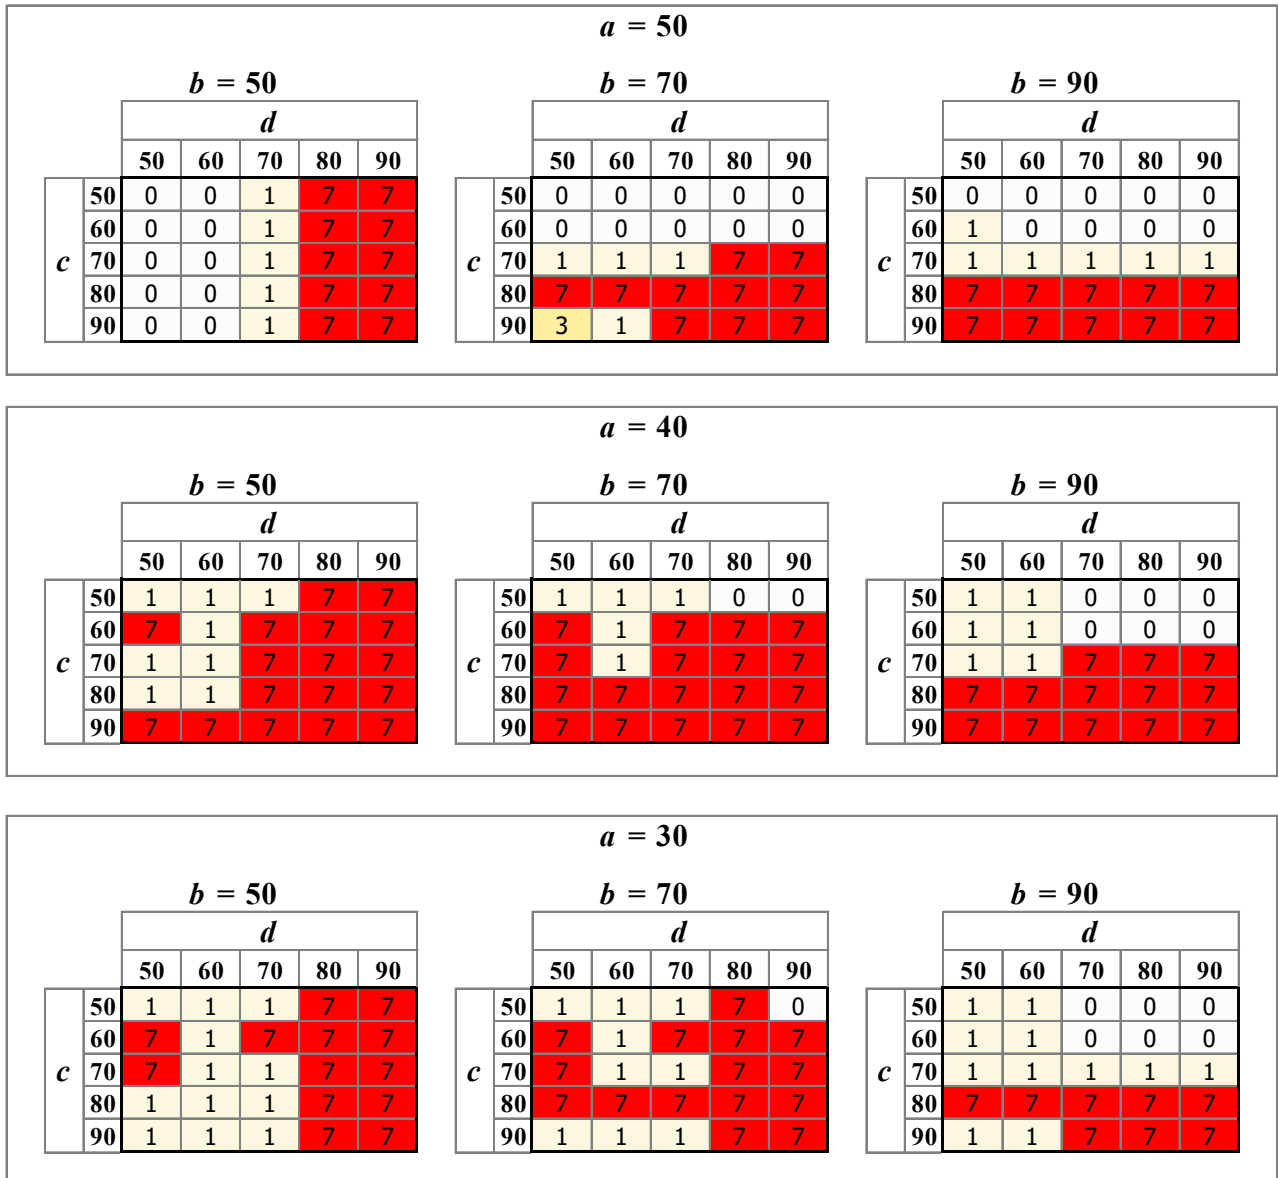 a = 50
b = 50 b = 70 b = 90
d d d
50 60 70 80 90 50 60 70 80 90 50 60 70 80 90
50 0 0 1 7 7 50 0 0 0 0 0 50 0 0 0 0 0
60 0 0 1 7 7 60 0 0 0 0 0 60 1 0 0 0 0
c 70 0 0 1 7 7 c 70 1 1 1 7 7 c 70 1 1 1 1 1
80 0 0 1 7 7 80 7 7 7 7 7 80 7 7 7 7 7
90 0 0 1 7 7 90 3 1 7 7 7 90 7 7 7 7 7
a = 40
b = 50 b = 70 b = 90
d d d
50 60 70 80 90 50 60 70 80 90 50 60 70 80 90
50 1 1 1 7 7 50 1 1 1 0 0 50 1 1 0 0 0
60 7 1 7 7 7 60 7 1 7 7 7 60 1 1 0 0 0
c 70 1 1 7 7 7 c 70 7 1 7 7 7 c 70 1 1 7 7 7
80 1 1 7 7 7 80 7 7 7 7 7 80 7 7 7 7 7
90 7 7 7 7 7 90 7 7 7 7 7 90 7 7 7 7 7
a = 30
b = 50 b = 70 b = 90
d d d
50 60 70 80 90 50 60 70 80 90 50 60 70 80 90
50 1 1 1 7 7 50 1 1 1 7 0 50 1 1 0 0 0
60 7 1 7 7 7 60 7 1 7 7 7 60 1 1 0 0 0
c 70 7 1 1 7 7 c 70 7 1 1 7 7 c 70 1 1 1 1 1
80 1 1 1 7 7 80 7 7 7 7 7 80 7 7 7 7 7
90 1 1 1 7 7 90 1 1 1 7 7 90 1 1 7 7 7